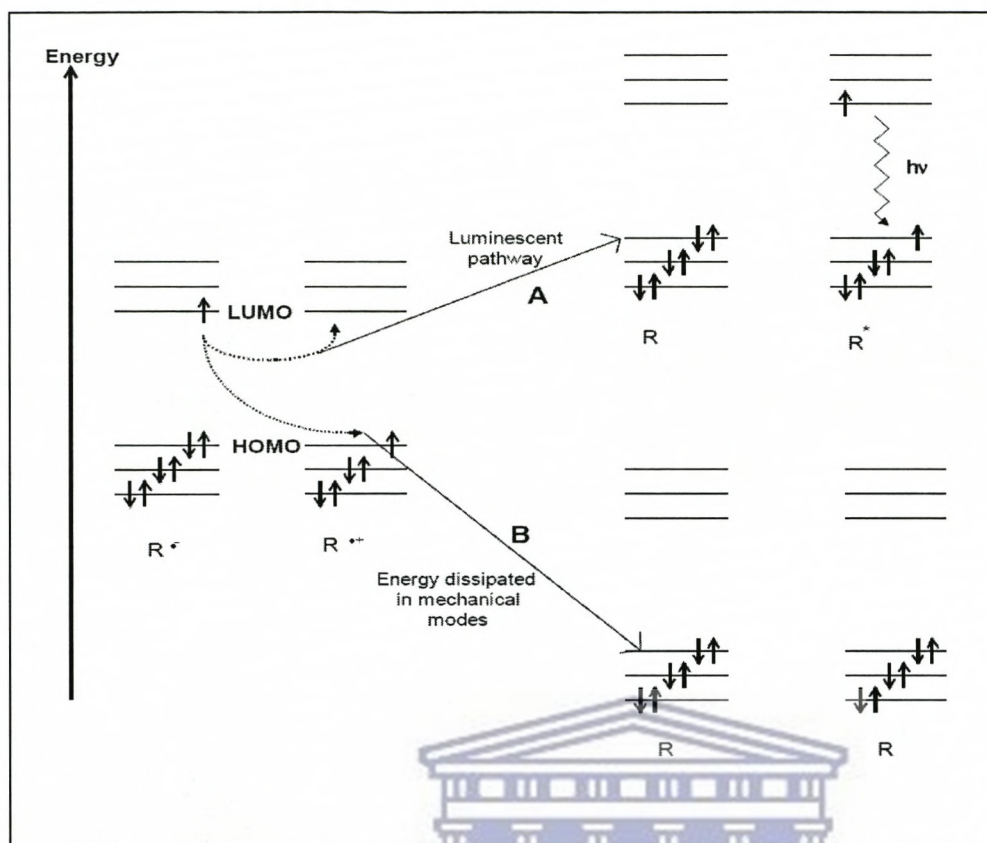 Energy
hν
Luminescent
pathway
A
LUMO
R
R*
HOMO
R•-
R•+
B
Energy dissipated
in mechanical
modes
R
R